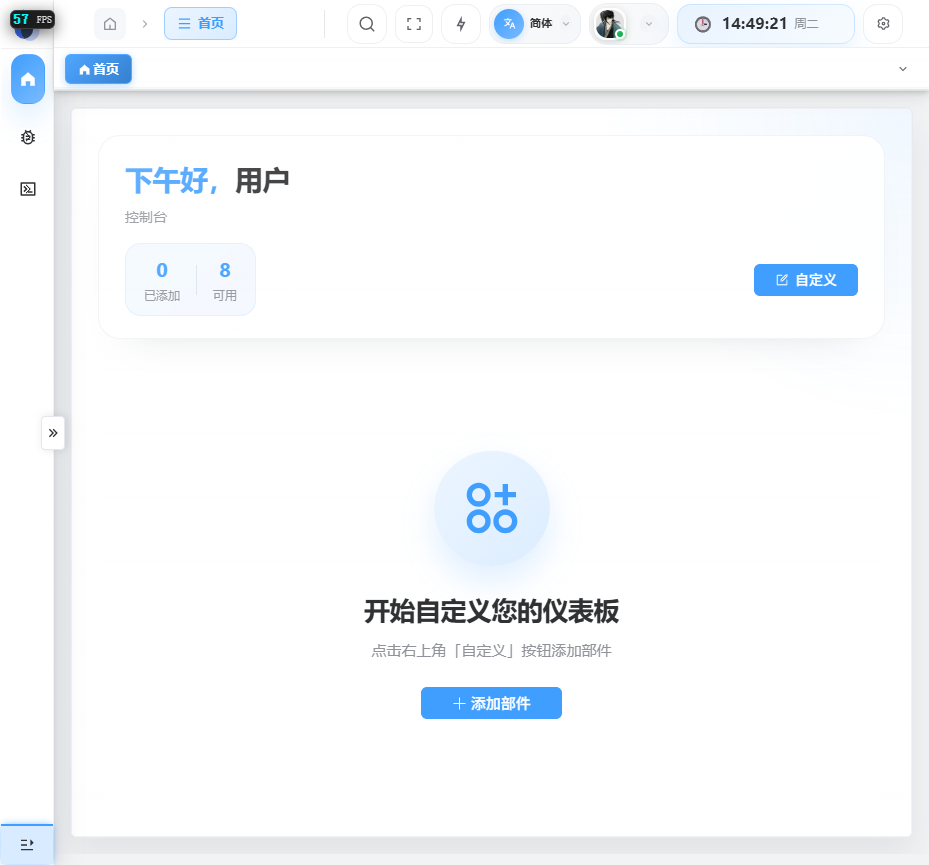 57 FPS
首页
简体
14:49:21 周二
首页
下午好，用户
控制台
0 8
已添加 可用
自定义
开始自定义您的仪表板
点击右上角「自定义」按钮添加部件
添加部件